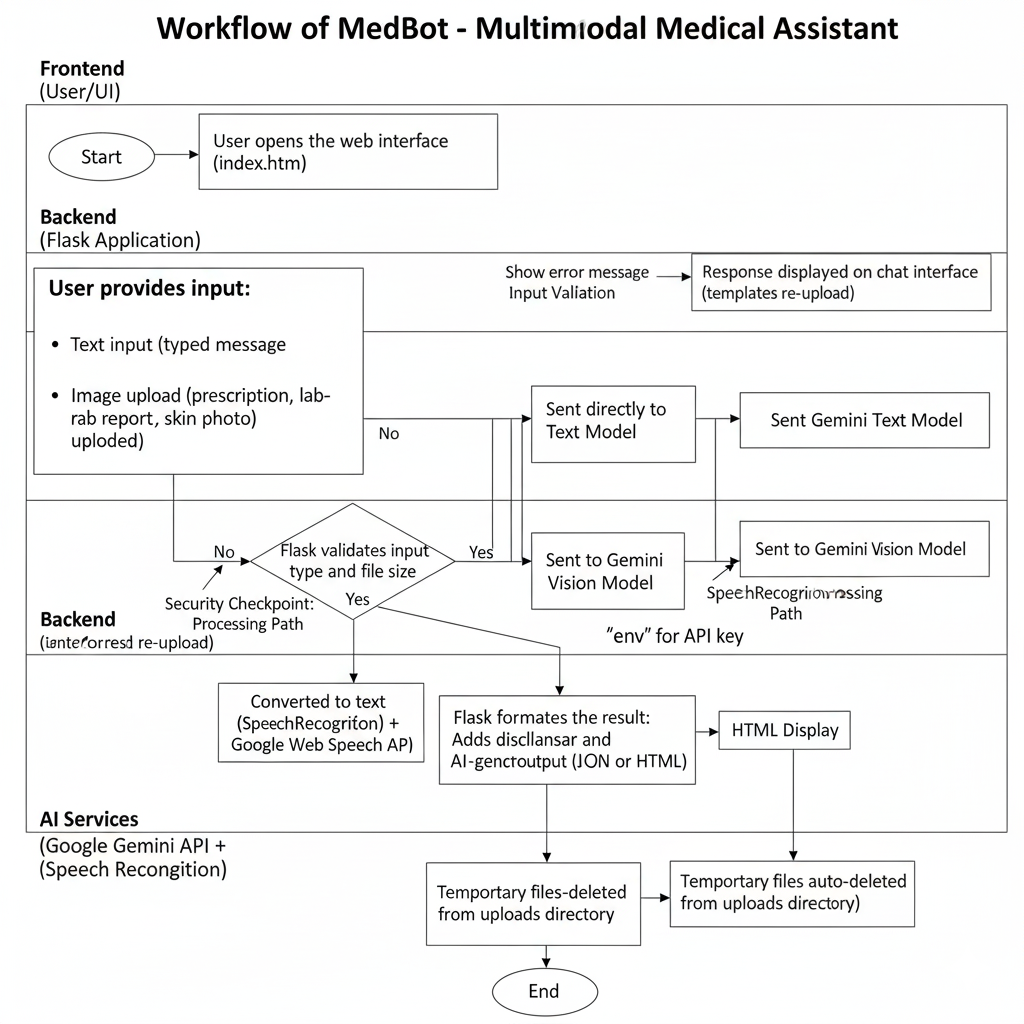 Workflow of MedBot - Multimodal Medical Assistant
Frontend
(User/UI)
Start
User opens the web interface
(index.htm)
Backend
(Flask Application)
User provides input:
• Text input (typed message
• Image upload (prescription, lab-
rab report, skin photo)
uploded)
Show error message
Input Valiation
Response displayed on chat interface
(templates re-upload)
No
Sent directly to
Text Model
Sent Gemini Text Model
No
Flask validates input
type and file size
Yes
Yes
Sent to Gemini
Vision Model
Sent to Gemini Vision Model
Security Checkpoint:
Processing Path
Path
"env" for API key
Backend
re-upload)
Converted to text
(SpeechRecogrifon) +
Google Web Speech AP)
Flask formates the result:
Adds discllansar and
AI-genctoutput (JON or HTML)
HTML Display
AI Services
(Google Gemini API +
(Speech Recongition)
Temportary files-deleted
from uploads directory
Temportary files auto-deleted
from uploads directory)
End